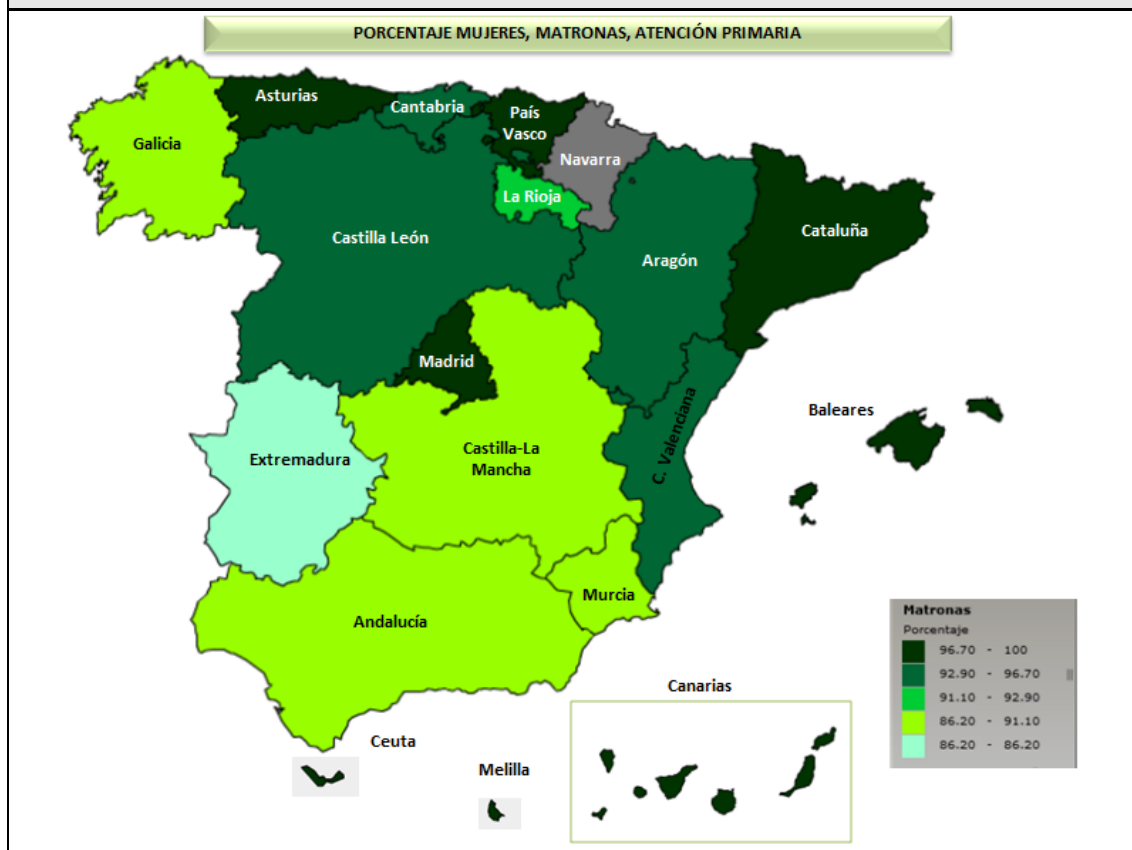 PORCENTAJE MUJERES, MATRONAS, ATENCIÓN PRIMARIA
Asturias
Cantabria
País
Vasco
Galicia
Navarra
La Rioja
Castilla León
Cataluña
Aragón
Madrid
Baleares
C. Valenciana
Extremadura
Castilla-La
Mancha
Murcia
Andalucía
Matronas
Porcentaje
96.70 - 100
92.90 - 96.70
91.10 - 92.90
86.20 - 91.10
86.20 - 86.20
Canarias
Ceuta
Melilla